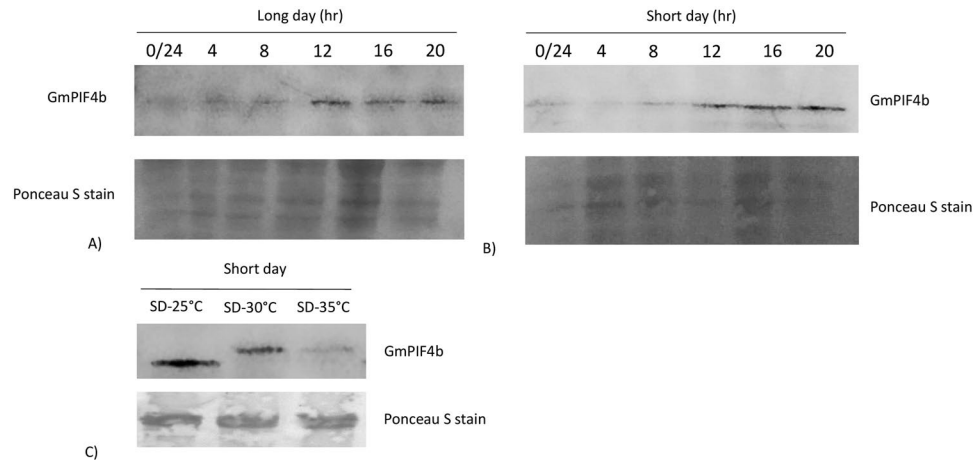 Long day (hr)
0/24 4 8 12 16 20
GmPIF4b
Ponceau S stain
A)
Short day (hr)
0/24 4 8 12 16 20
GmPIF4b
Ponceau S stain
B)
Short day
SD-25°C SD-30°C SD-35°C
GmPIF4b
Ponceau S stain
C)